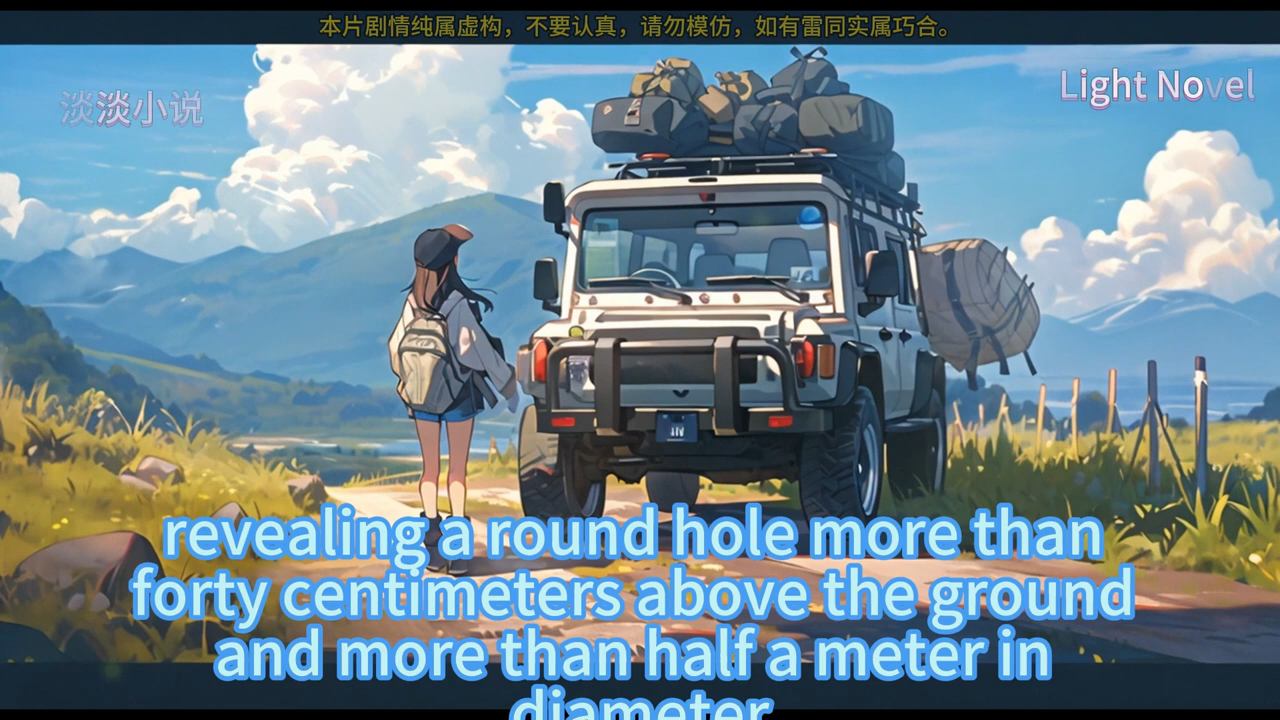 本片剧情纯属虚构，不要认真，请勿模仿，如有雷同实属巧合。
淡淡小说
Light Novel
revealing a round hole more than
forty centimeters above the ground
and more than half a meter in
diameter